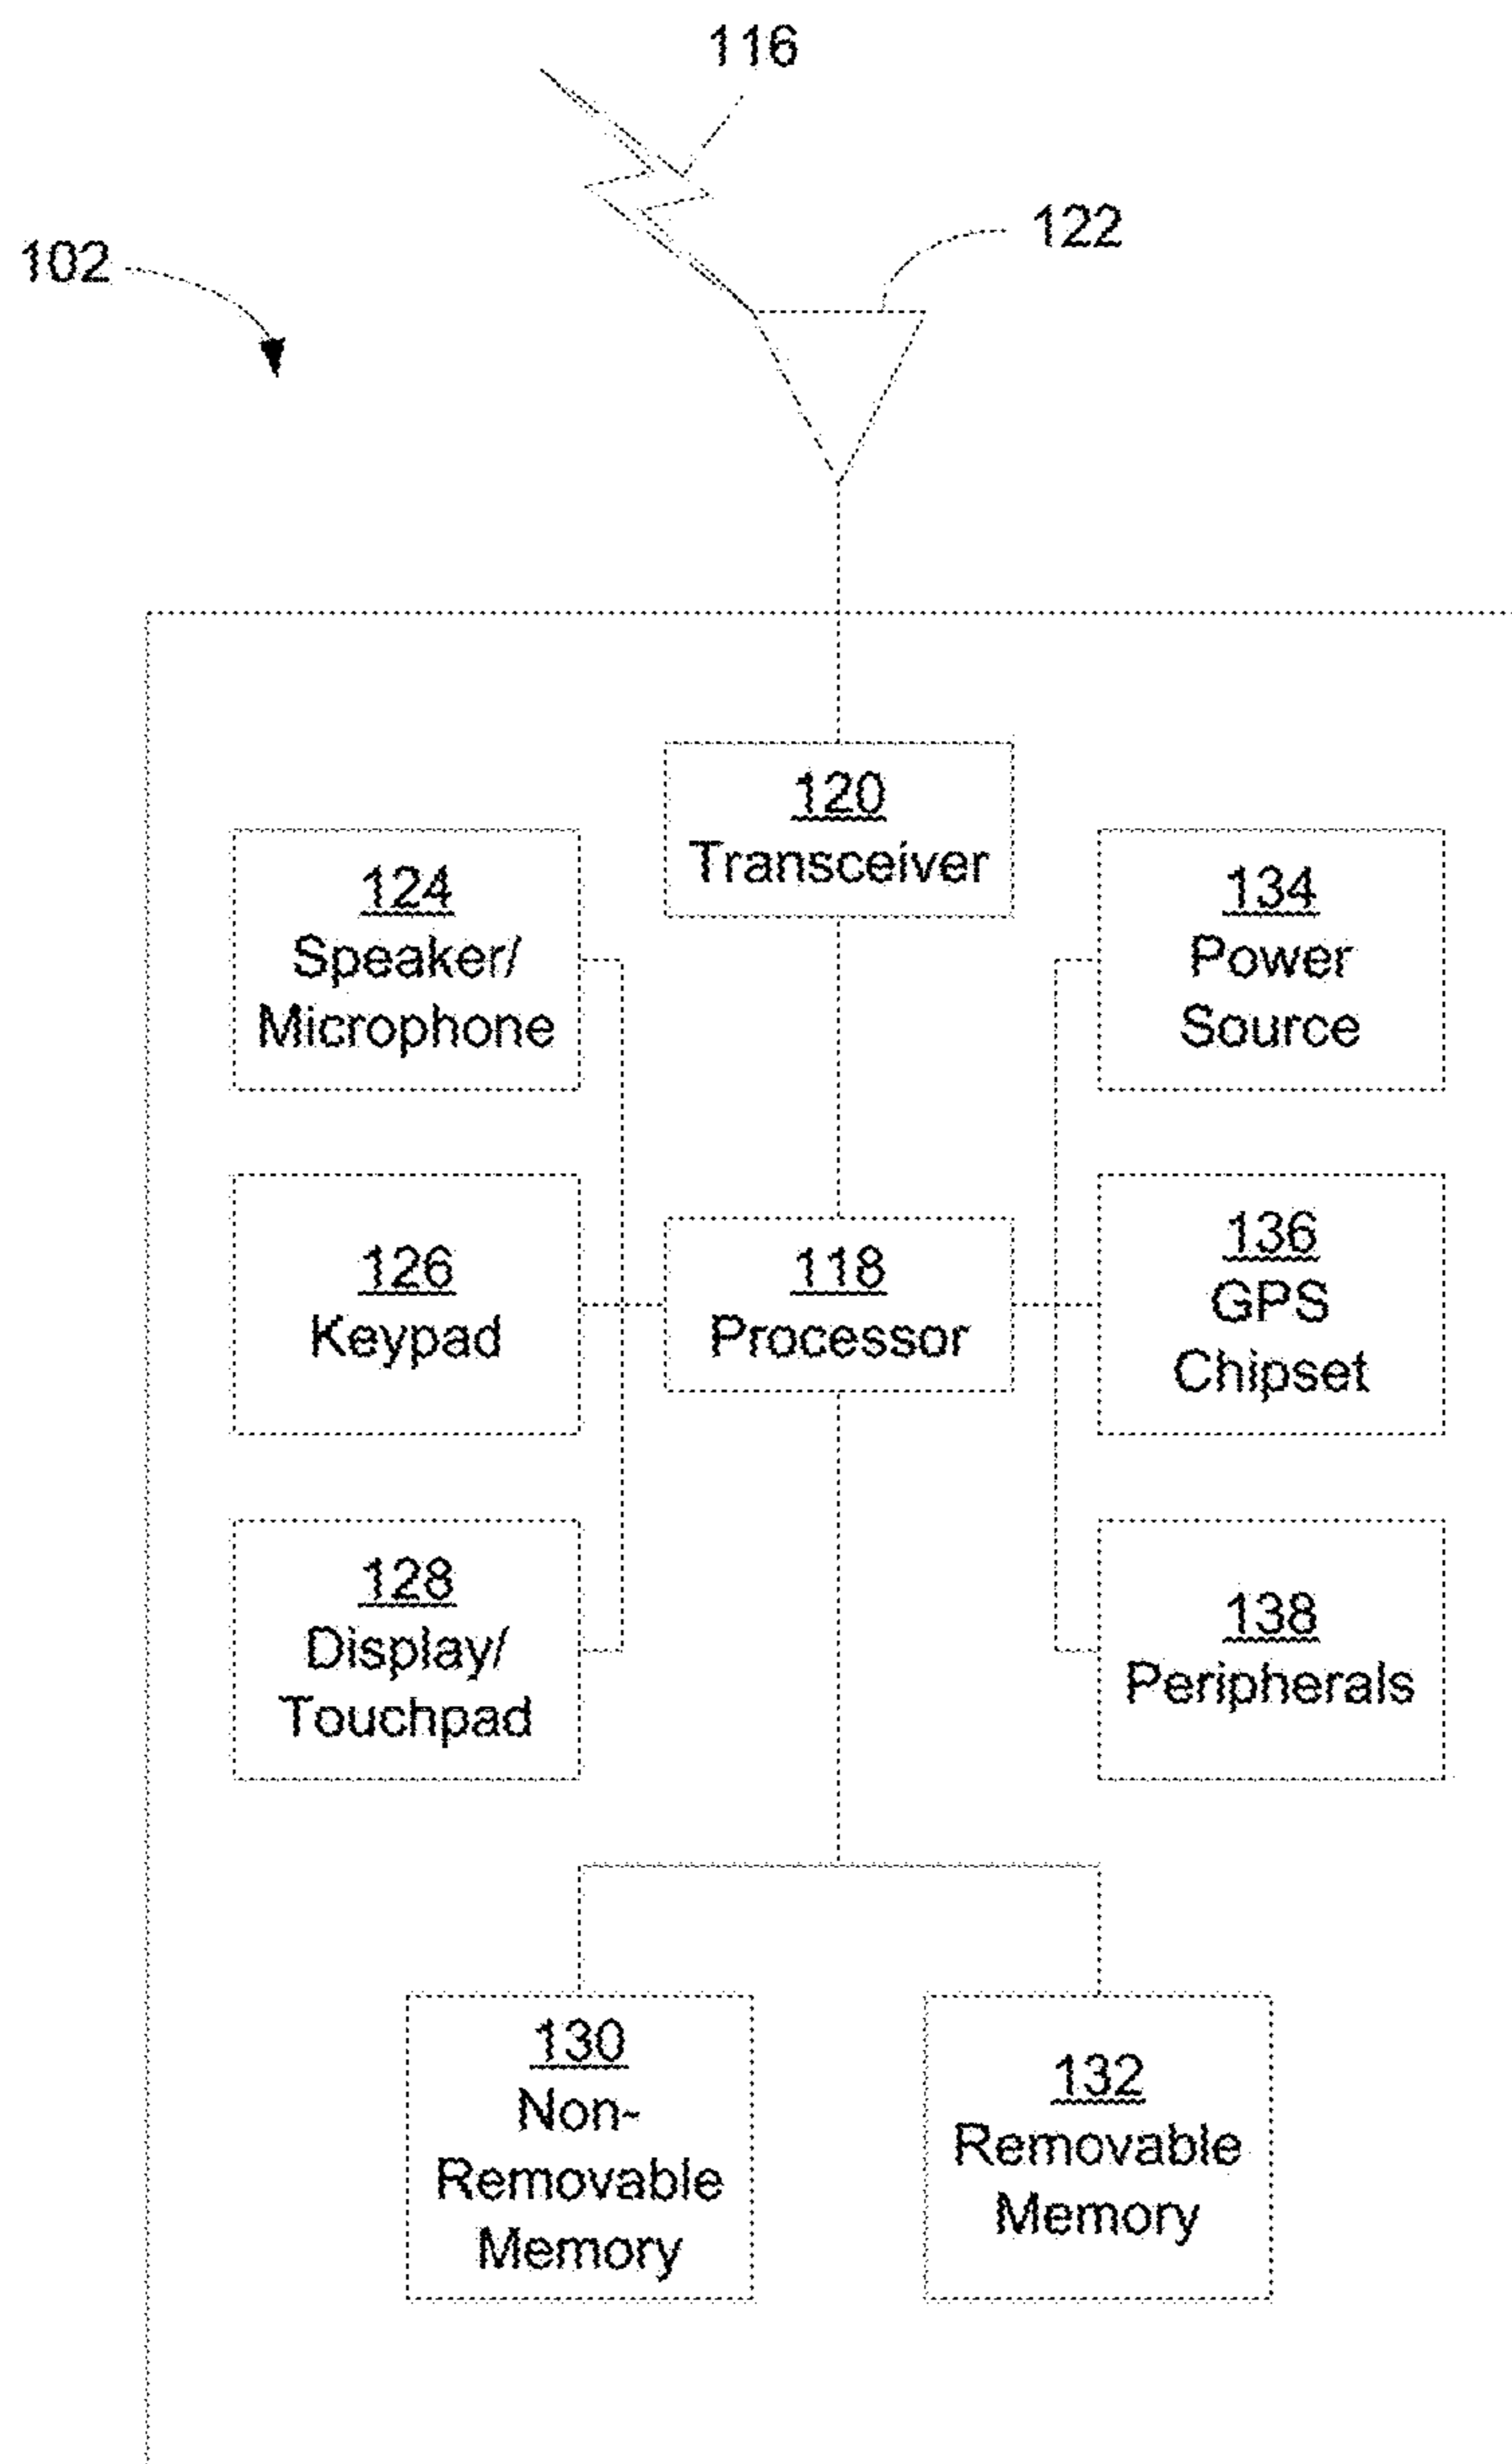 116
122
102
120
Transceiver
124
Speaker/
Microphone
134
Power
Source
126
Keypad
118
Processor
136
GPS
Chipset
128
Display/
Touchpad
138
Peripherals
130
Non-
Removable
Memory
132
Removable
Memory